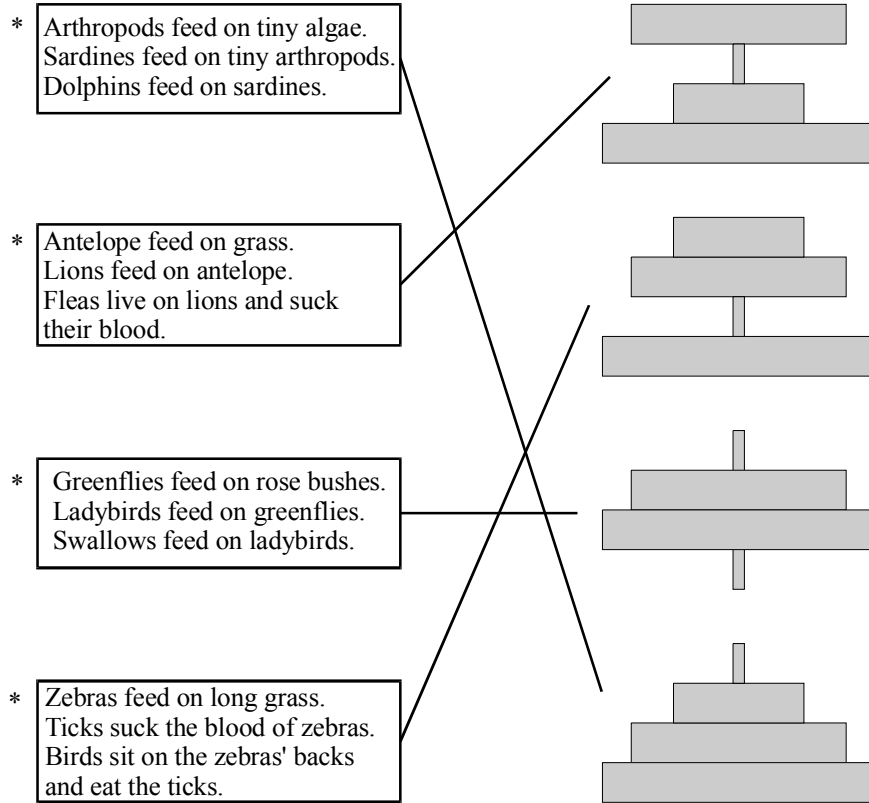 * Arthropods feed on tiny algae.
Sardines feed on tiny arthropods.
Dolphins feed on sardines.
* Antelope feed on grass.
Lions feed on antelope.
Fleas live on lions and suck
their blood.
* Greenflies feed on rose bushes.
Ladybirds feed on greenflies.
Swallows feed on ladybirds.
* Zebras feed on long grass.
Ticks suck the blood of zebras.
Birds sit on the zebras' backs
and eat the ticks.